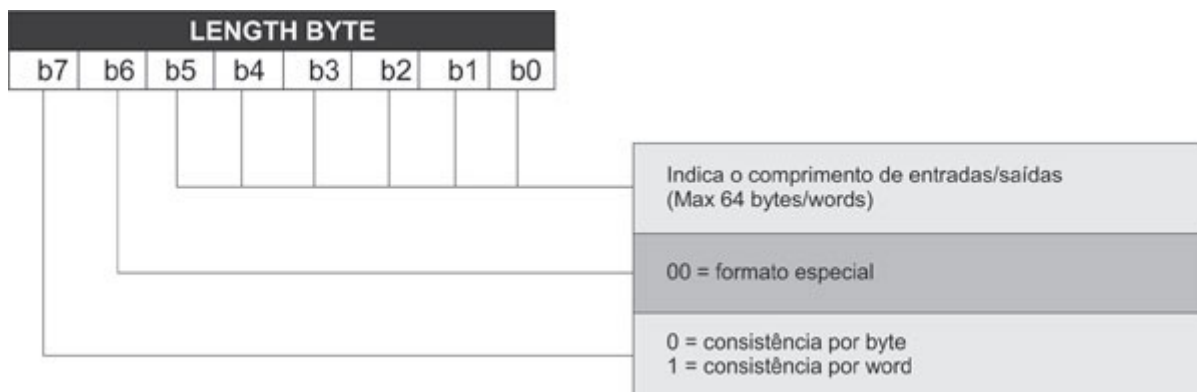 LENGTH BYTE
b7 b6 b5 b4 b3 b2 b1 b0
Indica o comprimento de entradas/saídas
(Max 64 bytes/words)
00 = formato especial
0 = consistência por byte
1 = consistência por word